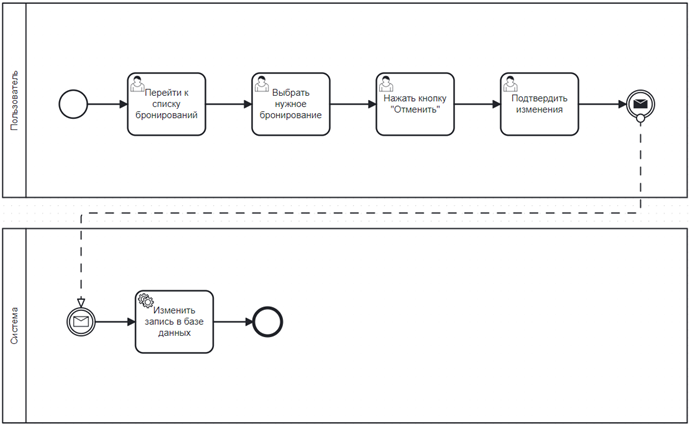 Пользователь
Перейти к
списку
бронирований
Выбрать
нужное
бронирование
Нажать кнопку
"Отменить"
Подтвердить
изменения
Система
Изменить
запись в базе
данных